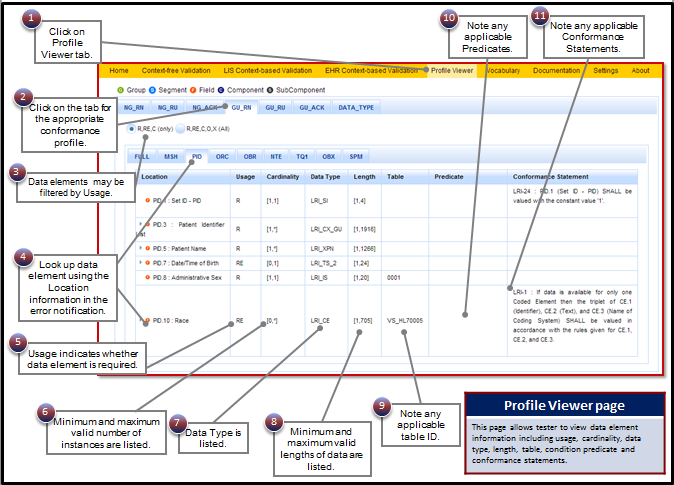 1
Click on
Profile
Viewer tab.
10
Note any
applicable
Predicates.
11
Note any applicable
Conformance
Statements.
Home Context-free Validation LIS Context-based Validation EHR Context-based Validation Profile Viewer Vocabulary Documentation Settings About
G Group S Segment F Field C Component S SubComponent
2
Click on the tab for
the appropriate
conformance
profile.
NG_RN NG_RU NG_ACK GU_RN GU_RU GU_ACK DATA_TYPE
R,RE,C (only) R,RE,C,O,X (All)
FULL MSH PID ORC OBR NTE TQ1 OBX SPM
3
Data elements may be
filtered by Usage.
Location Usage Cardinality Data Type Length Table Predicate Conformance Statement
PID.1 : Set ID - PID R [1,1] LRI_SI [1,4]
LRI-24 : PID.1 (Set ID - PID) SHALL be
valued with the constant value '1'.
PID.3 : Patient Identifier
List R [1,*] LRI_CX_GU [1,1916]
PID.5 : Patient Name R [1,*] LRI_XPN [1,1266]
PID.7 : Date/Time of Birth RE [0,1] LRI_TS_2 [1,24]
PID.8 : Administrative Sex R [1,1] LRI_IS [1,20] 0001
PID.10 : Race RE [0,*] LRI_CE [1,705] VS_HL70005
LRI-1 : If data is available for only one
Coded Element then the triplet of CE.1
(Identifier), CE.2 (Text), and CE.3 (Name of
Coding System) SHALL be valued in
accordance with the rules given for CE.1,
CE.2, and CE.3.
4
Look up data
element using the
Location
information in the
error notification.
5
Usage indicates whether
data element is required.
6
Minimum and maximum
valid number of
instances are listed.
7
Data Type is
listed.
8
Minimum and
maximum valid
lengths of data are
listed.
9
Note any
applicable
table ID.
Profile Viewer page
This page allows tester to view data element
information including usage, cardinality, data
type, length, table, condition predicate and
conformance statements.